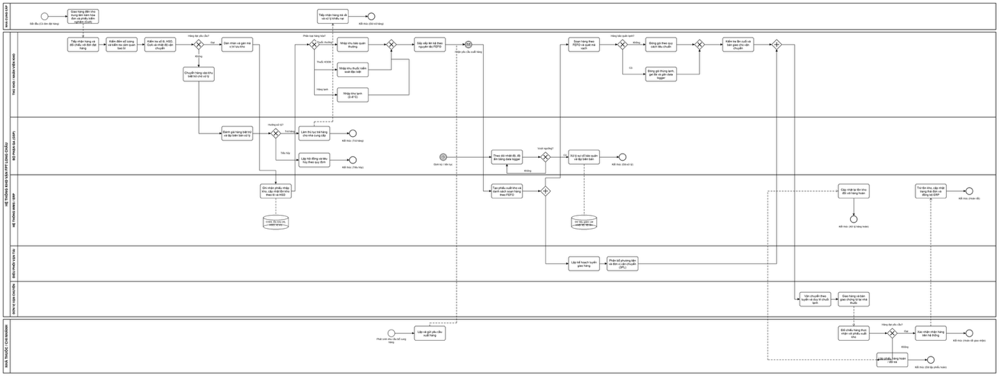 NHÀ CUNG CẤP
Giao hàng đến kho
trung tâm kèm hóa
đơn và phiếu kiểm
nghiệm (CoA)
Bắt đầu (Có đơn đặt hàng)
Tiếp nhận hàng trả về
và xử lý khiếu nại
Kết thúc (Đã trả hàng)
HỆ THỐNG KHO VẬN FPT LONG CHÂU
THỦ KHO / NHÂN VIÊN KHO
Tiếp nhận hàng và
đối chiếu với đơn đặt
hàng
Kiểm đếm số lượng
và kiểm tra cảm quan
bao bì
Kiểm tra số lô, HSD,
CoA và nhiệt độ vận
chuyển
Hàng đạt yêu cầu?
Đạt
Không
Dán nhãn và gán mã
vị trí lưu kho
Chuyển hàng vào khu
biệt trữ chờ xử lý
Phân loại hàng hóa?
Thuốc thường
Thuốc KSĐB
Hàng lạnh
Nhập khu bảo quản
thường
Nhập khu thuốc kiểm
soát đặc biệt
Nhập kho lạnh
(2-8°C)
Sắp xếp lên kệ theo
nguyên tắc FEFO
Nhận yêu cầu xuất hàng
Soạn hàng theo
FEFO và quét mã
vạch
Hàng bảo quản lạnh?
Không
Có
Đóng gói theo quy
cách tiêu chuẩn
Đóng gói thùng lạnh,
gel đá và gắn data
logger
Kiểm tra lần cuối và
bàn giao cho vận
chuyển
BỘ PHẬN QA (GSP)
Đánh giá hàng biệt trữ
và lập biên bản xử lý
Hướng xử lý?
Trả hàng
Tiêu hủy
Làm thủ tục trả hàng
cho nhà cung cấp
Kết thúc (Trả hàng)
Lập hội đồng và tiêu
hủy theo quy định
Kết thúc (Tiêu hủy)
Định kỳ / liên tục
Theo dõi nhiệt độ, độ
ẩm bằng data logger
Vượt ngưỡng?
Có
Không
Xử lý sự cố bảo quản
và lập biên bản
Kết thúc (Đã xử lý)
HỆ THỐNG WMS / ERP
Ghi nhận phiếu nhập
kho, cập nhật tồn kho
theo lô và HSD
Tạo phiếu xuất kho và
danh sách soạn hàng
theo FEFO
Cập nhật lại tồn kho
đối với hàng hoàn
Kết thúc (Xử lý hàng hoàn)
Trừ tồn kho, cập nhật
trạng thái đơn và
đồng bộ ERP
Kết thúc (Hoàn tất)
ĐIỀU PHỐI VẬN TẢI
Lập kế hoạch tuyến
giao hàng
Phân bổ phương tiện
và đơn vị vận chuyển
(3PL)
ĐƠN VỊ VẬN CHUYỂN
Vận chuyển theo
tuyến và duy trì chuỗi
lạnh
Giao hàng và bàn
giao chứng từ tại nhà
thuốc
NHÀ THUỐC / CHI NHÁNH
Phát sinh nhu cầu bổ sung
hàng
Lập và gửi yêu cầu
xuất hàng
Đối chiếu hàng thực
nhận với phiếu xuất
kho
Hàng đạt yêu cầu?
Đạt
Không
Xác nhận nhận hàng
trên hệ thống
Kết thúc (Hoàn tất giao nhận)
Lập phiếu hàng hoàn
/ đổi trả
Kết thúc (Đã lập phiếu hoàn)